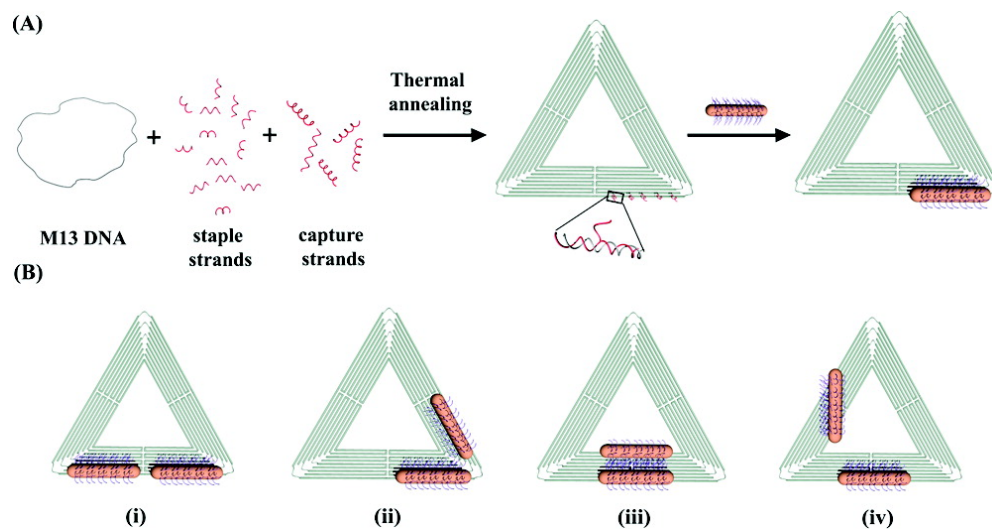 (A)
Thermal
annealing
+
+
M13 DNA
staple
strands
capture
strands
(B)
(i)
(ii)
(iii)
(iv)